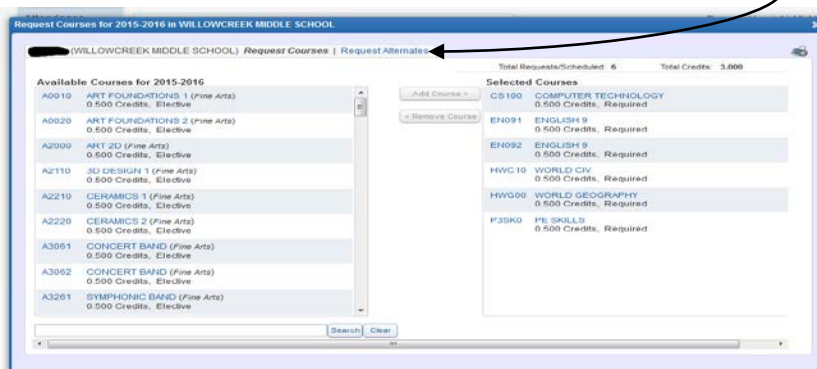 Request Courses for 2015-2016 in WILLOWCREEK MIDDLE SCHOOL
(WILLOWCREEK MIDDLE SCHOOL) Request Courses | Request Alternates
Total Requests/Scheduled: 6 Total Credits: 3.000
Available Courses for 2015-2016
A0010 ART FOUNDATIONS 1 (Fine Arts)
0.500 Credits, Elective
A0020 ART FOUNDATIONS 2 (Fine Arts)
0.500 Credits, Elective
A2000 ART 2D (Fine Arts)
0.500 Credits, Elective
A2110 3D DESIGN 1 (Fine Arts)
0.500 Credits, Elective
A2210 CERAMICS 1 (Fine Arts)
0.500 Credits, Elective
A2220 CERAMICS 2 (Fine Arts)
0.500 Credits, Elective
A3061 CONCERT BAND (Fine Arts)
0.500 Credits, Elective
A3062 CONCERT BAND (Fine Arts)
0.500 Credits, Elective
A3261 SYMPHONIC BAND (Fine Arts)
0.500 Credits, Elective
Search Clear
Add Course >
< Remove Course
Selected Courses
CS100 COMPUTER TECHNOLOGY
0.500 Credits, Required
EN091 ENGLISH 9
0.500 Credits, Required
EN092 ENGLISH 9
0.500 Credits, Required
HWC10 WORLD CIV
0.500 Credits, Required
HWG00 WORLD GEOGRAPHY
0.500 Credits, Required
P3SK0 PE SKILLS
0.500 Credits, Required